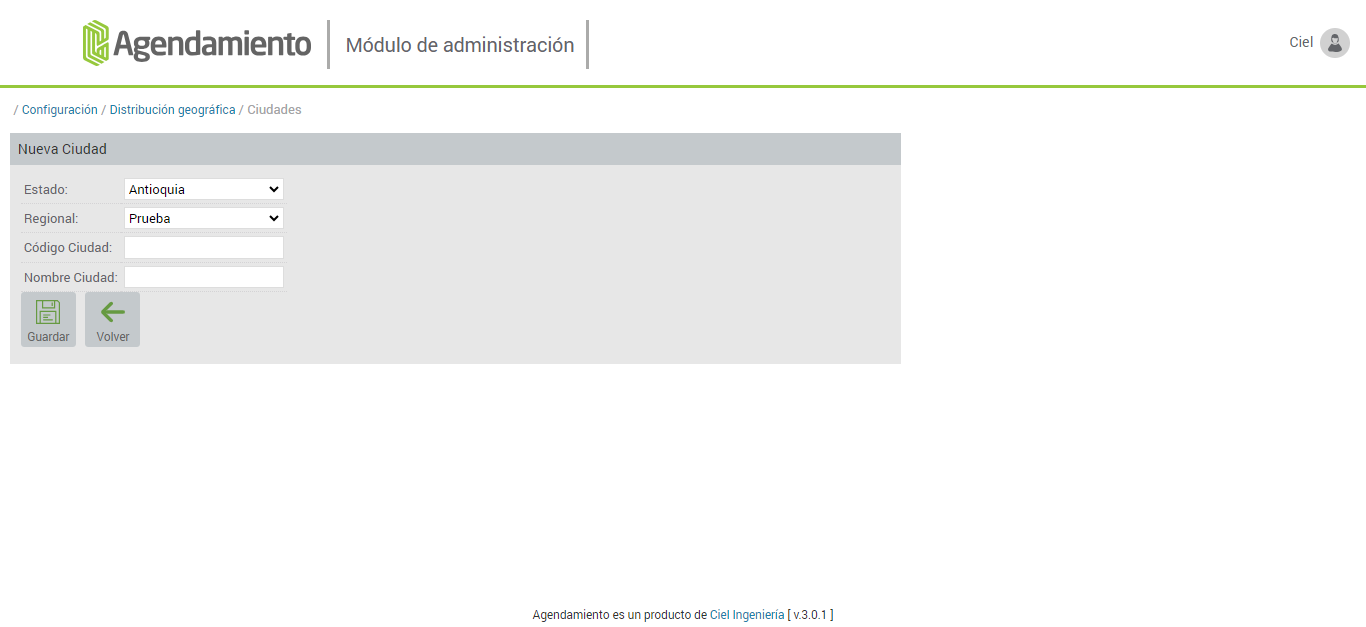 Agendamiento
Módulo de administración
Ciel
/ Configuración / Distribución geográfica / Ciudades
Nueva Ciudad
Estado: Antioquia
Regional: Prueba
Código Ciudad:
Nombre Ciudad:
Guardar Volver
Agendamiento es un producto de Ciel Ingeniería [ v.3.0.1 ]